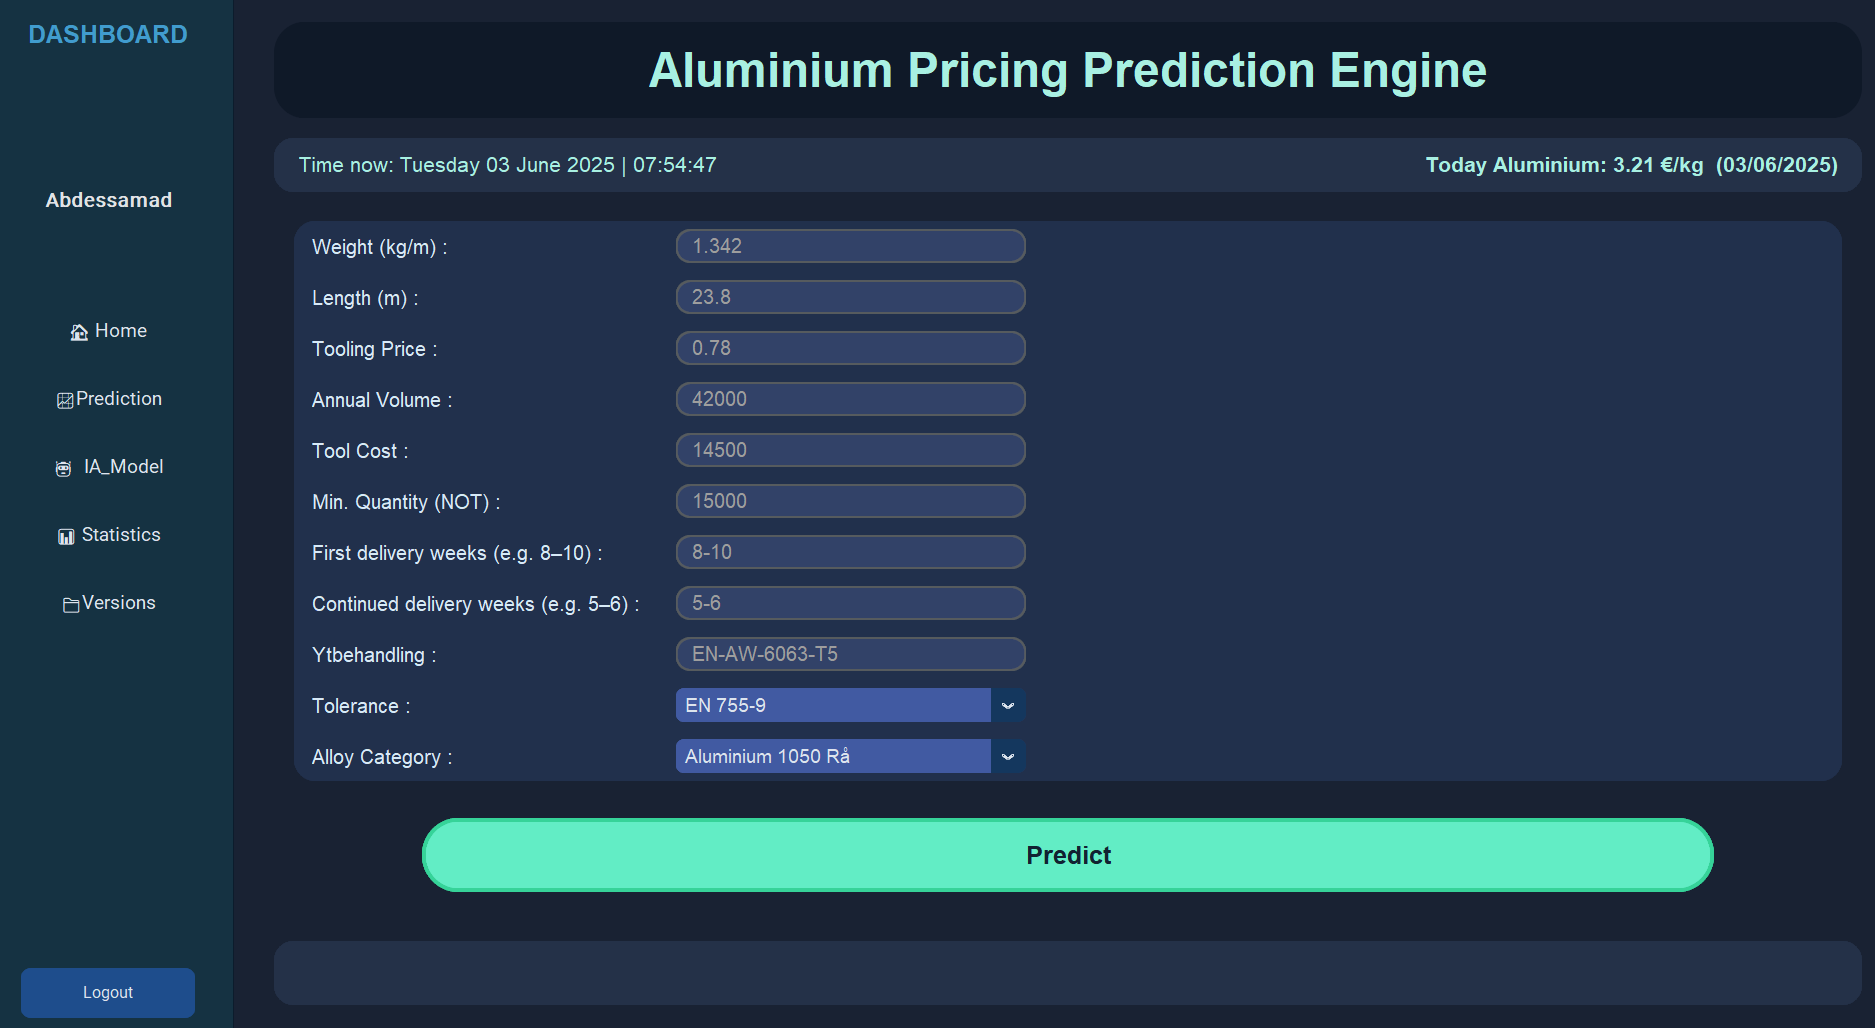 DASHBOARD
Abdessamad
Home
Prediction
IA_Model
Statistics
Versions
Logout
Aluminium Pricing Prediction Engine
Time now: Tuesday 03 June 2025 | 07:54:47
Today Aluminium: 3.21 €/kg (03/06/2025)
Weight (kg/m) : 1.342
Length (m) : 23.8
Tooling Price : 0.78
Annual Volume : 42000
Tool Cost : 14500
Min. Quantity (NOT) : 15000
First delivery weeks (e.g. 8–10) : 8-10
Continued delivery weeks (e.g. 5–6) : 5-6
Ytbehandling : EN-AW-6063-T5
Tolerance : EN 755-9
Alloy Category : Aluminium 1050 Rå
Predict